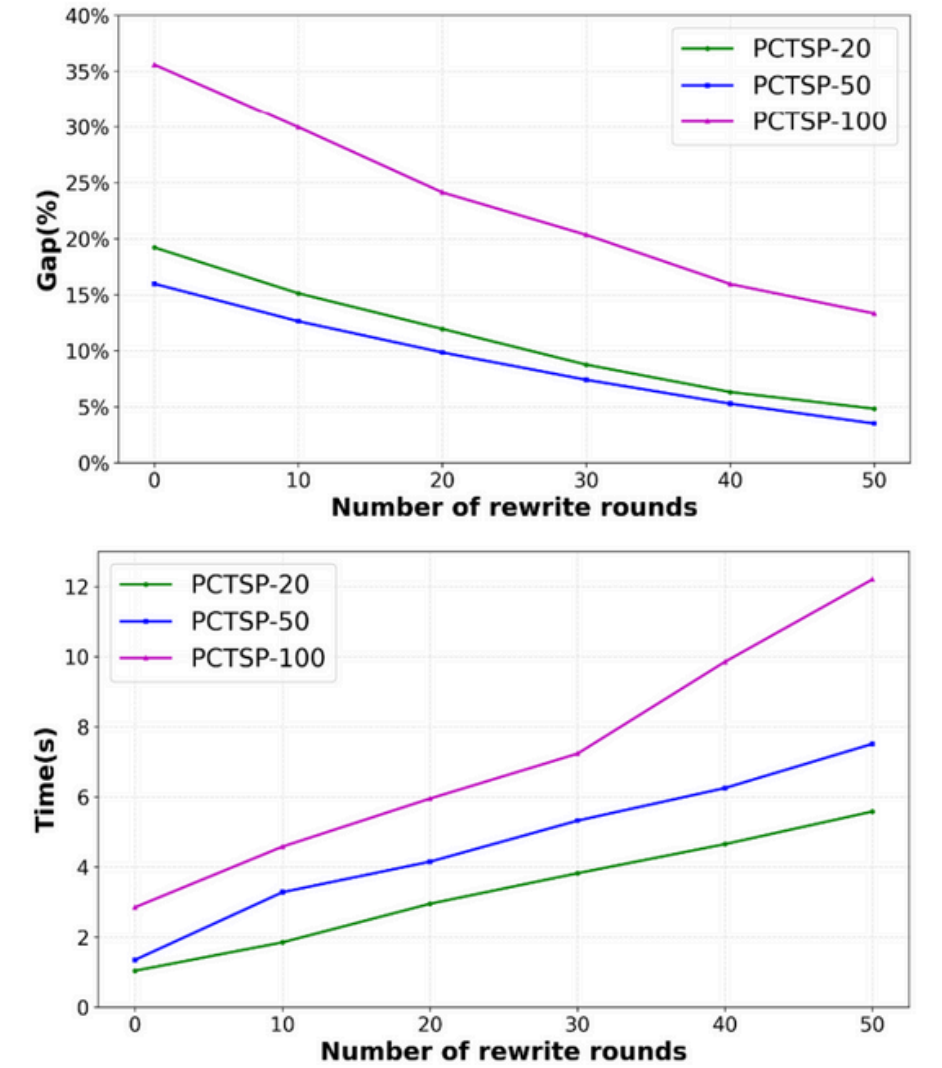 40%
35%
30%
25%
20%
15%
10%
5%
0%
Gap(%)
PCTSP-20
PCTSP-50
PCTSP-100
0 10 20 30 40 50
Number of rewrite rounds
12
10
8
6
4
2
0
Time(s)
PCTSP-20
PCTSP-50
PCTSP-100
0 10 20 30 40 50
Number of rewrite rounds